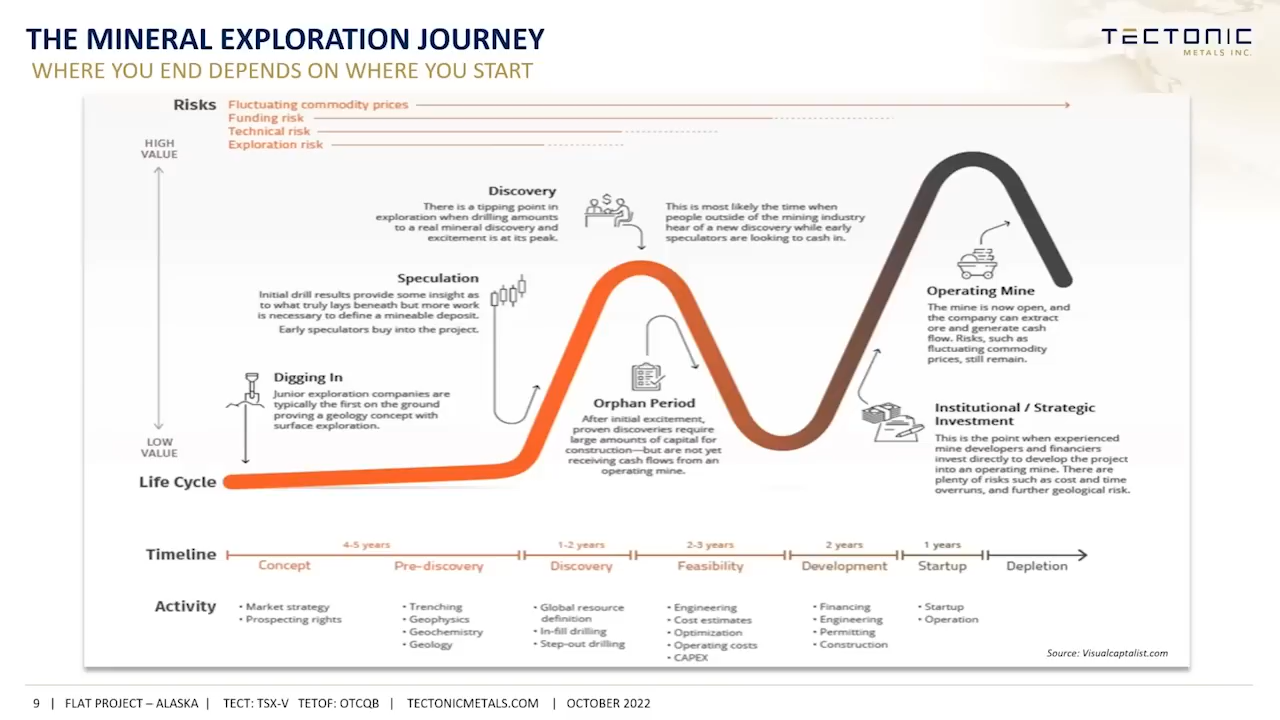 THE MINERAL EXPLORATION JOURNEY
WHERE YOU END DEPENDS ON WHERE YOU START
TECTONIC
METALS INC.
Risks
Fluctuating commodity prices
Funding risk
Technical risk
Exploration risk
HIGH
VALUE
LOW
VALUE
Discovery
There is a tipping point in
exploration when drilling amounts
to a real mineral discovery and
excitement is at its peak.
This is most likely the time when
people outside of the mining industry
hear of a new discovery while early
speculators are looking to cash in.
Speculation
Initial drill results provide some insight as
to what truly lays beneath but more work
is necessary to define a mineable deposit.
Early speculators buy into the project.
Digging In
Junior exploration companies are
typically the first on the ground
proving a geology concept with
surface exploration.
Orphan Period
After initial excitement,
proven discoveries require
large amounts of capital for
construction—but are not yet
receiving cash flows from an
operating mine.
Operating Mine
The mine is now open, and
the company can extract
ore and generate cash
flow. Risks, such as
fluctuating commodity
prices, still remain.
Institutional / Strategic
Investment
This is the point when experienced
mine developers and financiers
invest directly to develop the project
into an operating mine. There are
plenty of risks such as cost and time
overruns, and further geological risk.
Life Cycle
Timeline
4-5 years
1-2 years
2-3 years
2 years
1 years
Concept
Pre-discovery
Discovery
Feasibility
Development
Startup
Depletion
Activity
• Market strategy
• Prospecting rights
• Trenching
• Geophysics
• Geochemistry
• Geology
• Global resource
definition
• In-fill drilling
• Step-out drilling
• Engineering
• Cost estimates
• Optimization
• Operating costs
• CAPEX
• Financing
• Engineering
• Permitting
• Construction
• Startup
• Operation
Source: Visualcaptalist.com
9 | FLAT PROJECT – ALASKA | TECT: TSX-V TETOF: OTCQB | TECTONICMETALS.COM | OCTOBER 2022